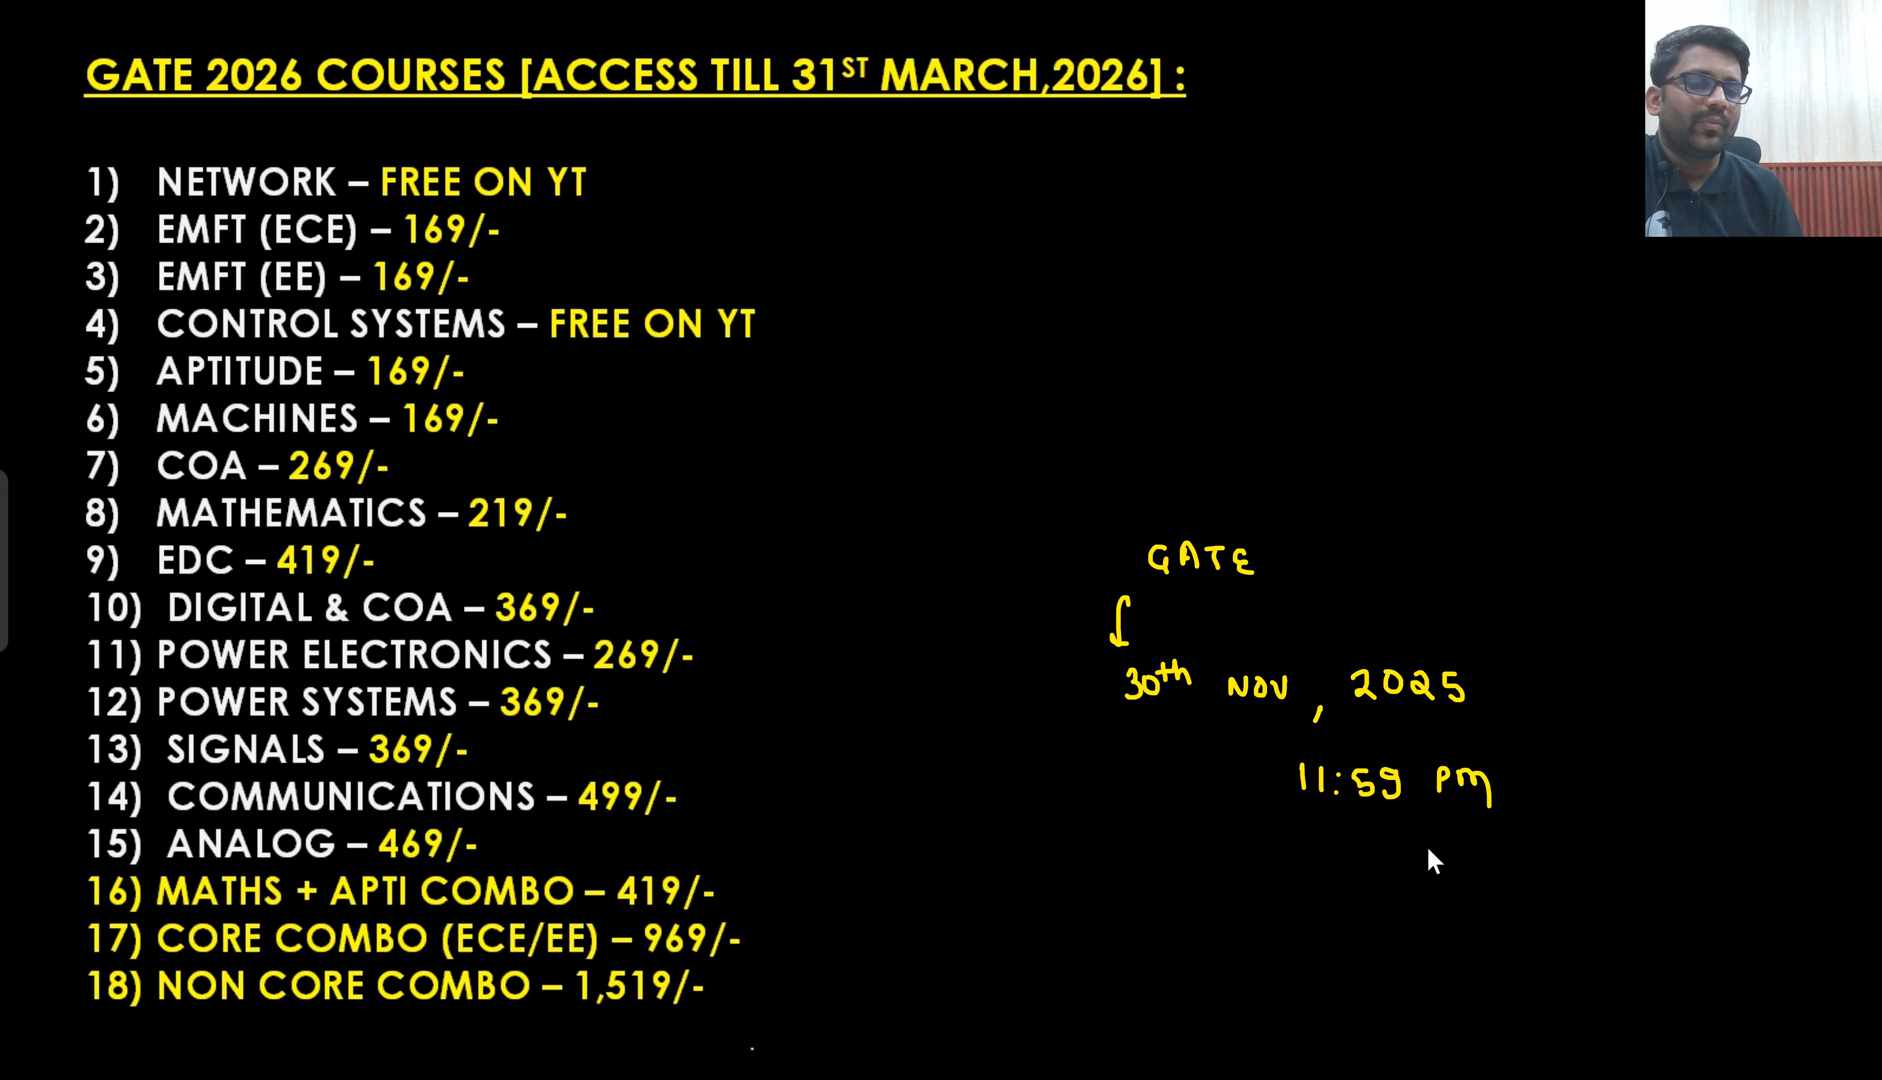 GATE 2026 COURSES [ACCESS TILL 31ST MARCH,2026] :
1) NETWORK – FREE ON YT
2) EMFT (ECE) – 169/-
3) EMFT (EE) – 169/-
4) CONTROL SYSTEMS – FREE ON YT
5) APTITUDE – 169/-
6) MACHINES – 169/-
7) COA – 269/-
8) MATHEMATICS – 219/-
9) EDC – 419/-
10) DIGITAL & COA – 369/-
11) POWER ELECTRONICS – 269/-
12) POWER SYSTEMS – 369/-
13) SIGNALS – 369/-
14) COMMUNICATIONS – 499/-
15) ANALOG – 469/-
16) MATHS + APTI COMBO – 419/-
17) CORE COMBO (ECE/EE) – 969/-
18) NON CORE COMBO – 1,519/-
GATE
30th NOV, 2025
11:59 PM